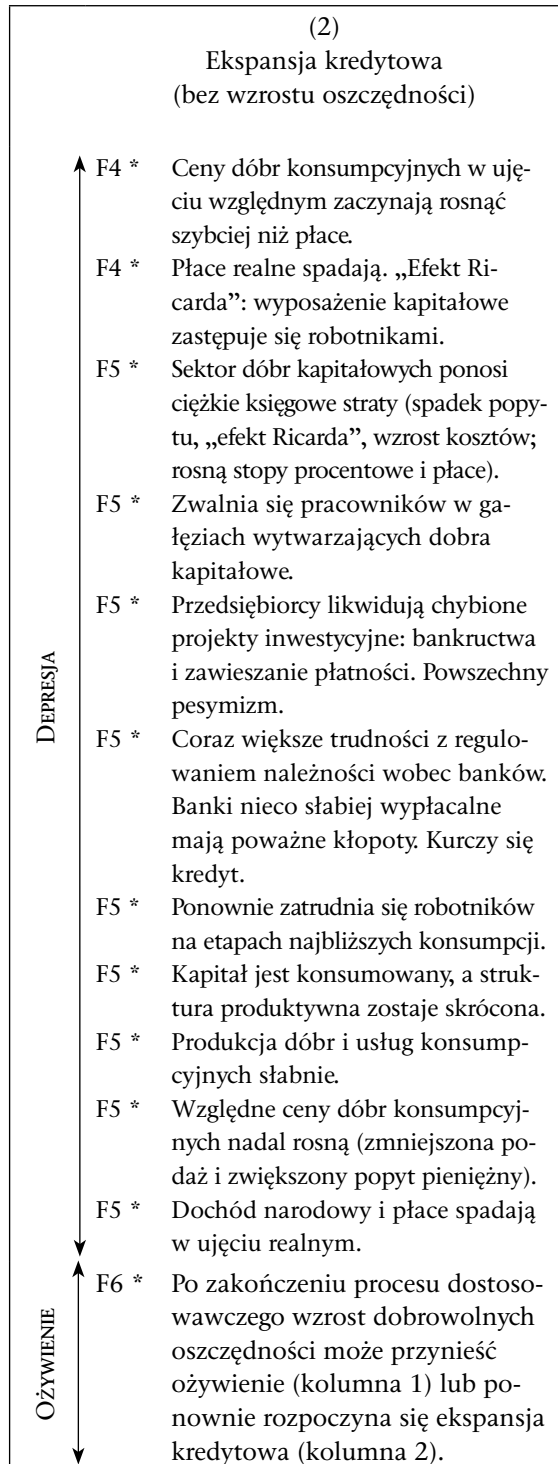 (2)
Ekspansja kredytowa
(bez wzrostu oszczędności)
F4 * Ceny dóbr konsumpcyjnych w uję-
ciu względnym zaczynają rosnąć
szybciej niż płace.
F4 * Płace realne spadają. „Efekt Ri-
carda”: wyposażenie kapitałowe
zastępuje się robotnikami.
F5 * Sektor dóbr kapitałowych ponosi
ciężkie księgowe straty (spadek popy-
tu, „efekt Ricarda”, wzrost kosztów;
rosną stopy procentowe i płace).
F5 * Zwalnia się pracowników w ga-
łęziach wytwarzających dobra
kapitałowe.
F5 * Przedsiębiorcy likwidują chybione
projekty inwestycyjne: bankructwa
i zawieszanie płatności. Powszechny
pesymizm.
F5 * Coraz większe trudności z regulo-
waniem należności wobec banków.
Banki nieco słabiej wypłacalne
mają poważne kłopoty. Kurczy się
kredyt.
F5 * Ponownie zatrudnia się robotników
na etapach najbliższych konsumpcji.
F5 * Kapitał jest konsumowany, a struk-
tura produktywna zostaje skrócona.
F5 * Produkcja dóbr i usług konsump-
cyjnych słabnie.
F5 * Względne ceny dóbr konsumpcyj-
nych nadal rosną (zmniejszona po-
daż i zwiększony popyt pieniężny).
F5 * Dochód narodowy i płace spadają
w ujęciu realnym.
DEPRESJA
F6 * Po zakończeniu procesu dostoso-
wawczego wzrost dobrowolnych
oszczędności może przynieść
ożywienie (kolumna 1) lub po-
nownie rozpoczyna się ekspansja
kredytowa (kolumna 2).
OŻYWIENIE